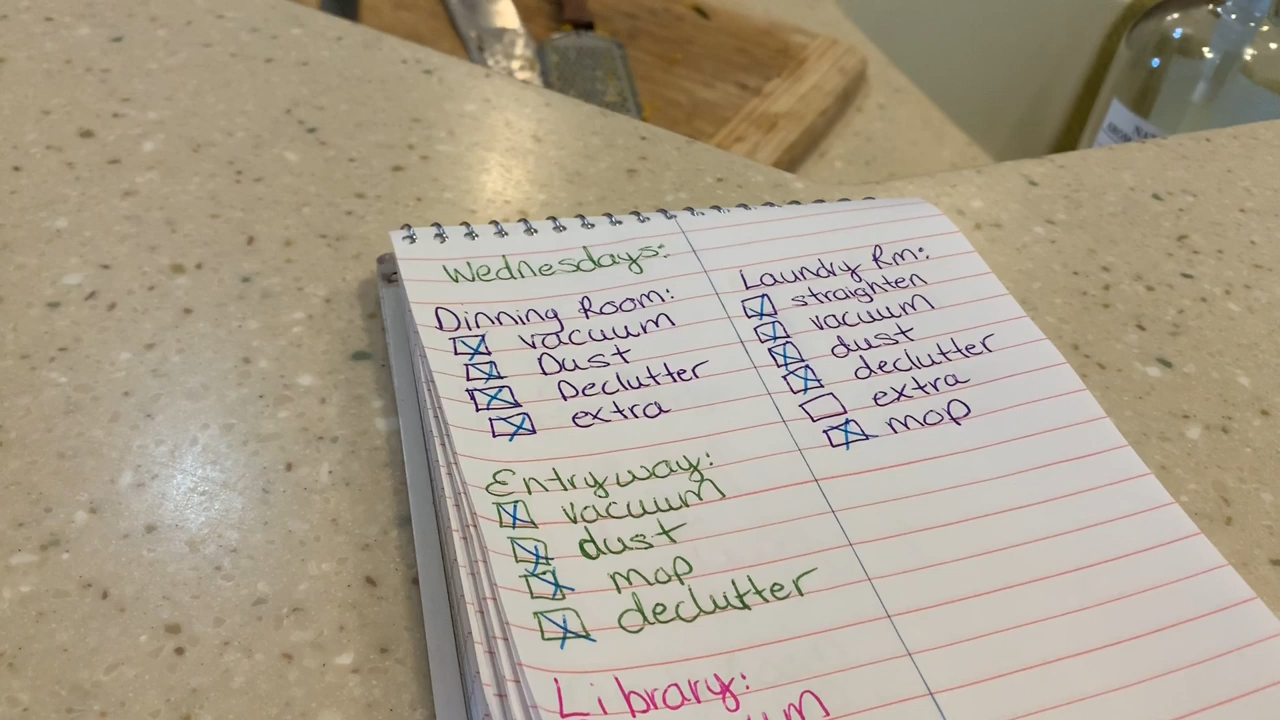 Wednesdays:
Dinning Room:
vacuum
Dust
Declutter
extra
Entryway:
vacuum
dust
mop
declutter
Library:
Laundry Rm:
straighten
vacuum
dust
declutter
extra
mop